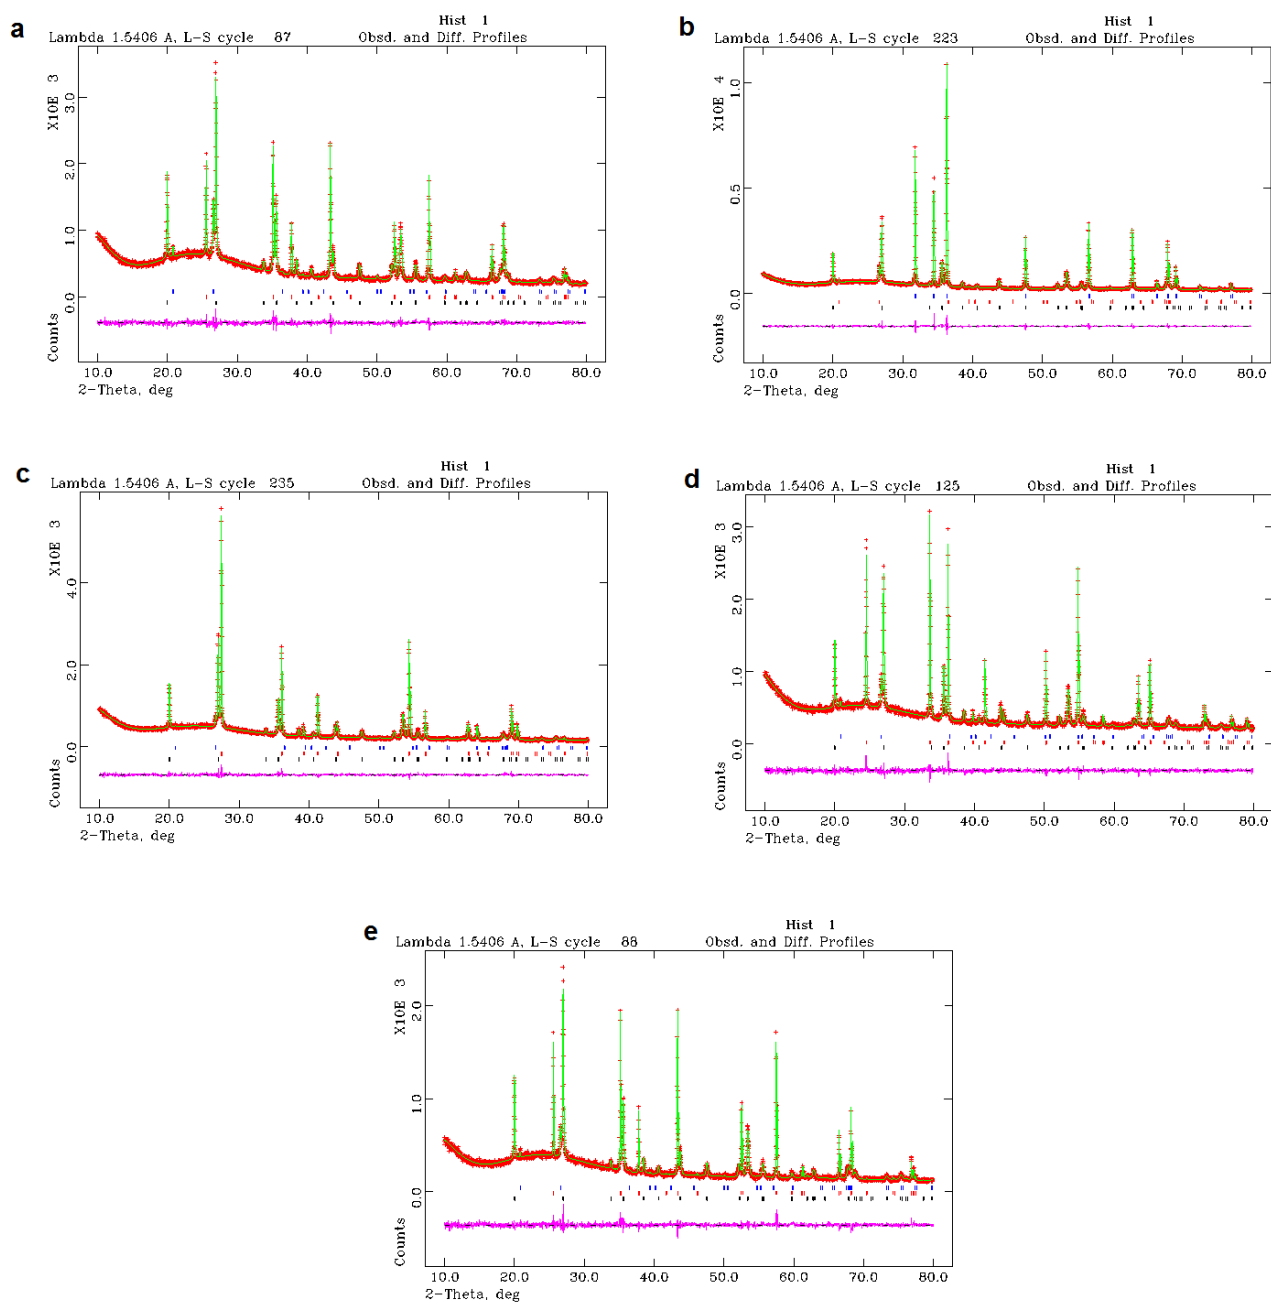 a
Hist 1
Lambda 1.5406 A, L-S cycle 87 Obsd. and Diff. Profiles
X10E 3
Counts
3.0
2.0
1.0
0.0
10.0 20.0 30.0 40.0 50.0 60.0 70.0 80.0
2-Theta, deg
b
Hist 1
Lambda 1.5406 A, L-S cycle 223 Obsd. and Diff. Profiles
X10E 4
Counts
1.0
0.5
0.0
10.0 20.0 30.0 40.0 50.0 60.0 70.0 80.0
2-Theta, deg
c
Hist 1
Lambda 1.5406 A, L-S cycle 235 Obsd. and Diff. Profiles
X10E 3
Counts
4.0
2.0
0.0
10.0 20.0 30.0 40.0 50.0 60.0 70.0 80.0
2-Theta, deg
d
Hist 1
Lambda 1.5406 A, L-S cycle 125 Obsd. and Diff. Profiles
X10E 3
Counts
3.0
2.0
1.0
0.0
10.0 20.0 30.0 40.0 50.0 60.0 70.0 80.0
2-Theta, deg
e
Hist 1
Lambda 1.5406 A, L-S cycle 88 Obsd. and Diff. Profiles
X10E 3
Counts
2.0
1.0
0.0
10.0 20.0 30.0 40.0 50.0 60.0 70.0 80.0
2-Theta, deg